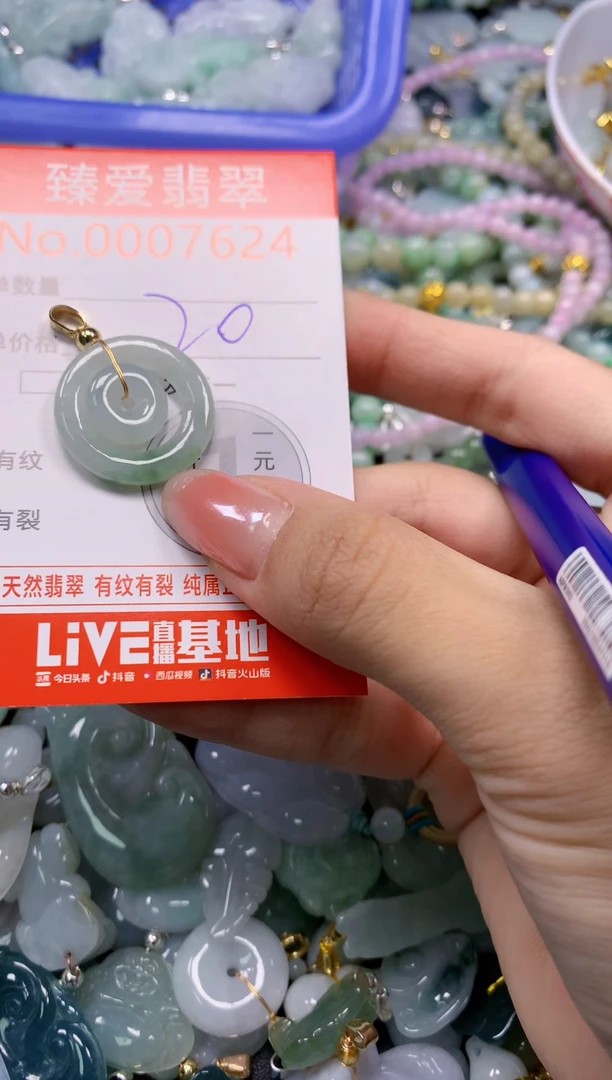 臻爱翡翠
No.0007624
单数量
20
单价格
一
元
有纹
有裂
天然翡翠 有纹有裂 纯属
LiVE直播基地
今日头条 抖音 西瓜视频 抖音火山版